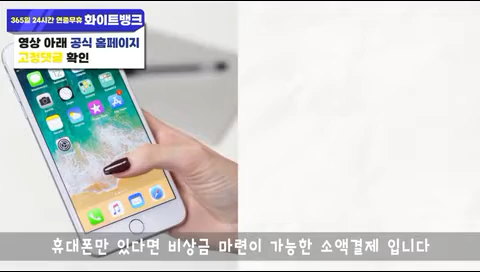 365일 24시간 연중무휴 화이트뱅크
영상 아래 공식 홈페이지
고정댓글 확인
휴대폰만 있다면 비상금 마련이 가능한 소액결제 입니다